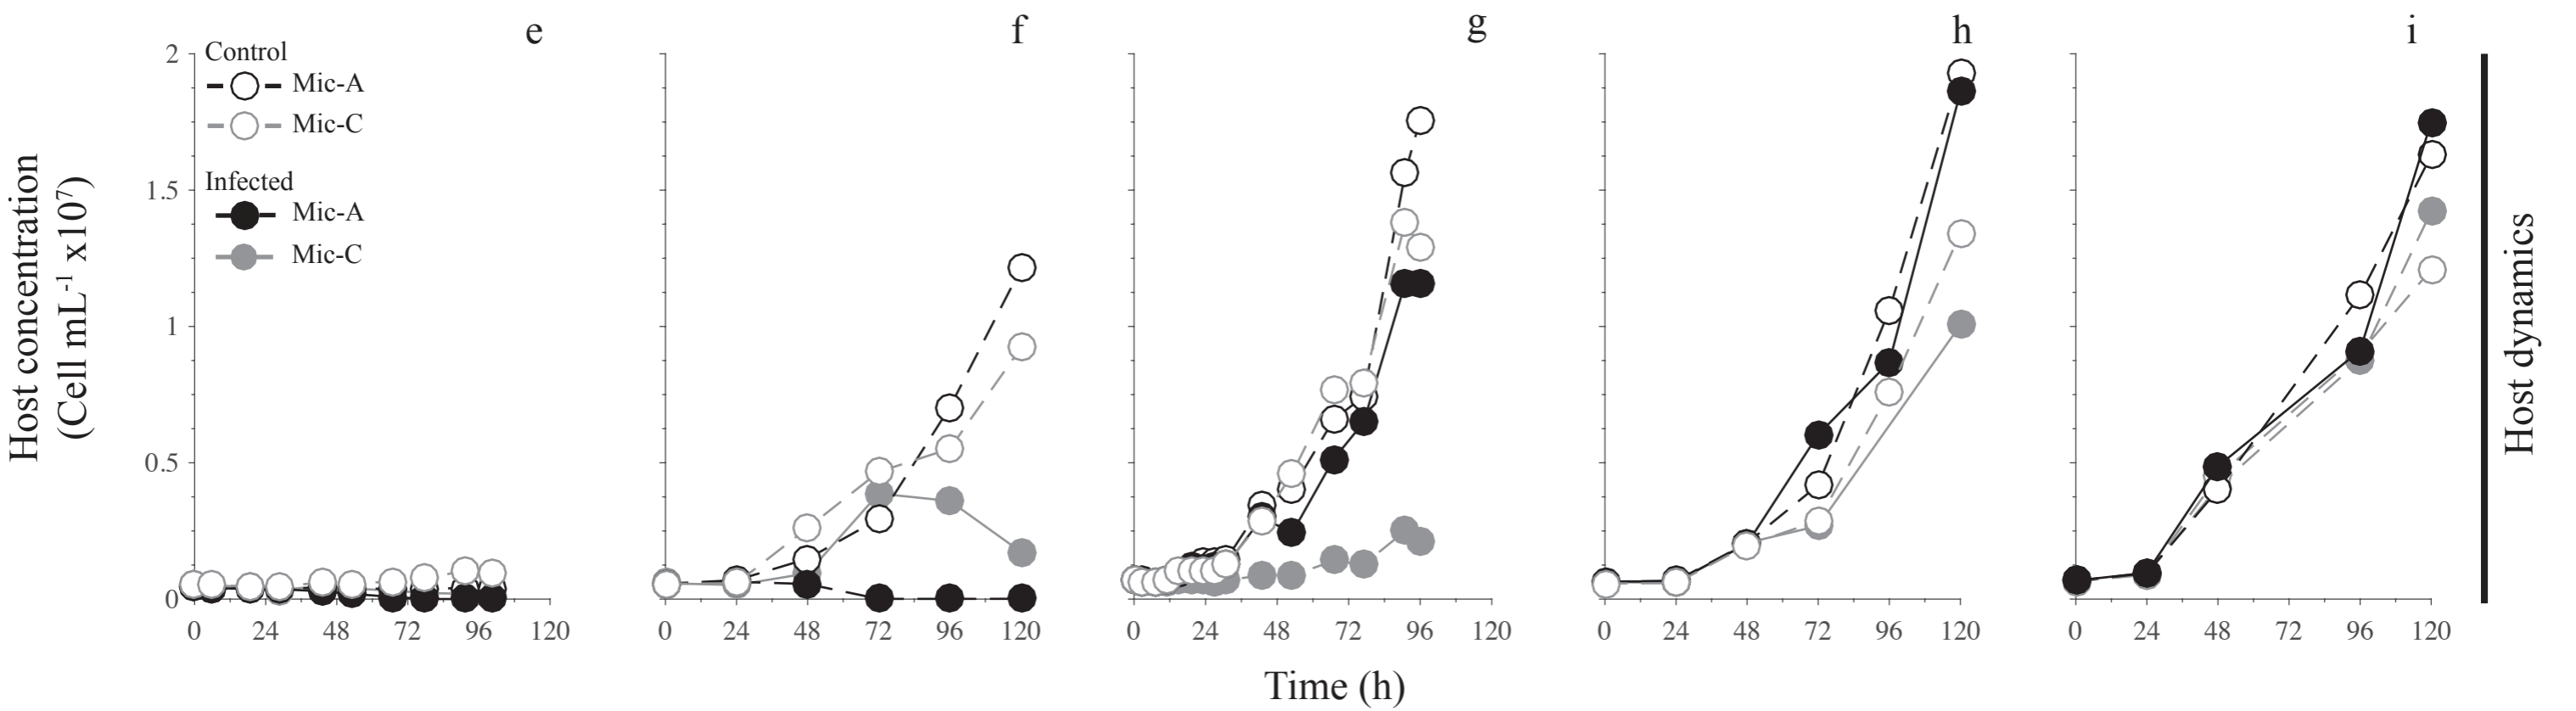 e
f
g
h
i
Host concentration
(Cell mL⁻¹ x10⁷)
2
1.5
1
0.5
0
Control
Mic-A
Mic-C
Infected
Mic-A
Mic-C
0 24 48 72 96 120
0 24 48 72 96 120
0 24 48 72 96 120
0 24 48 72 96 120
0 24 48 72 96 120
Time (h)
Host dynamics